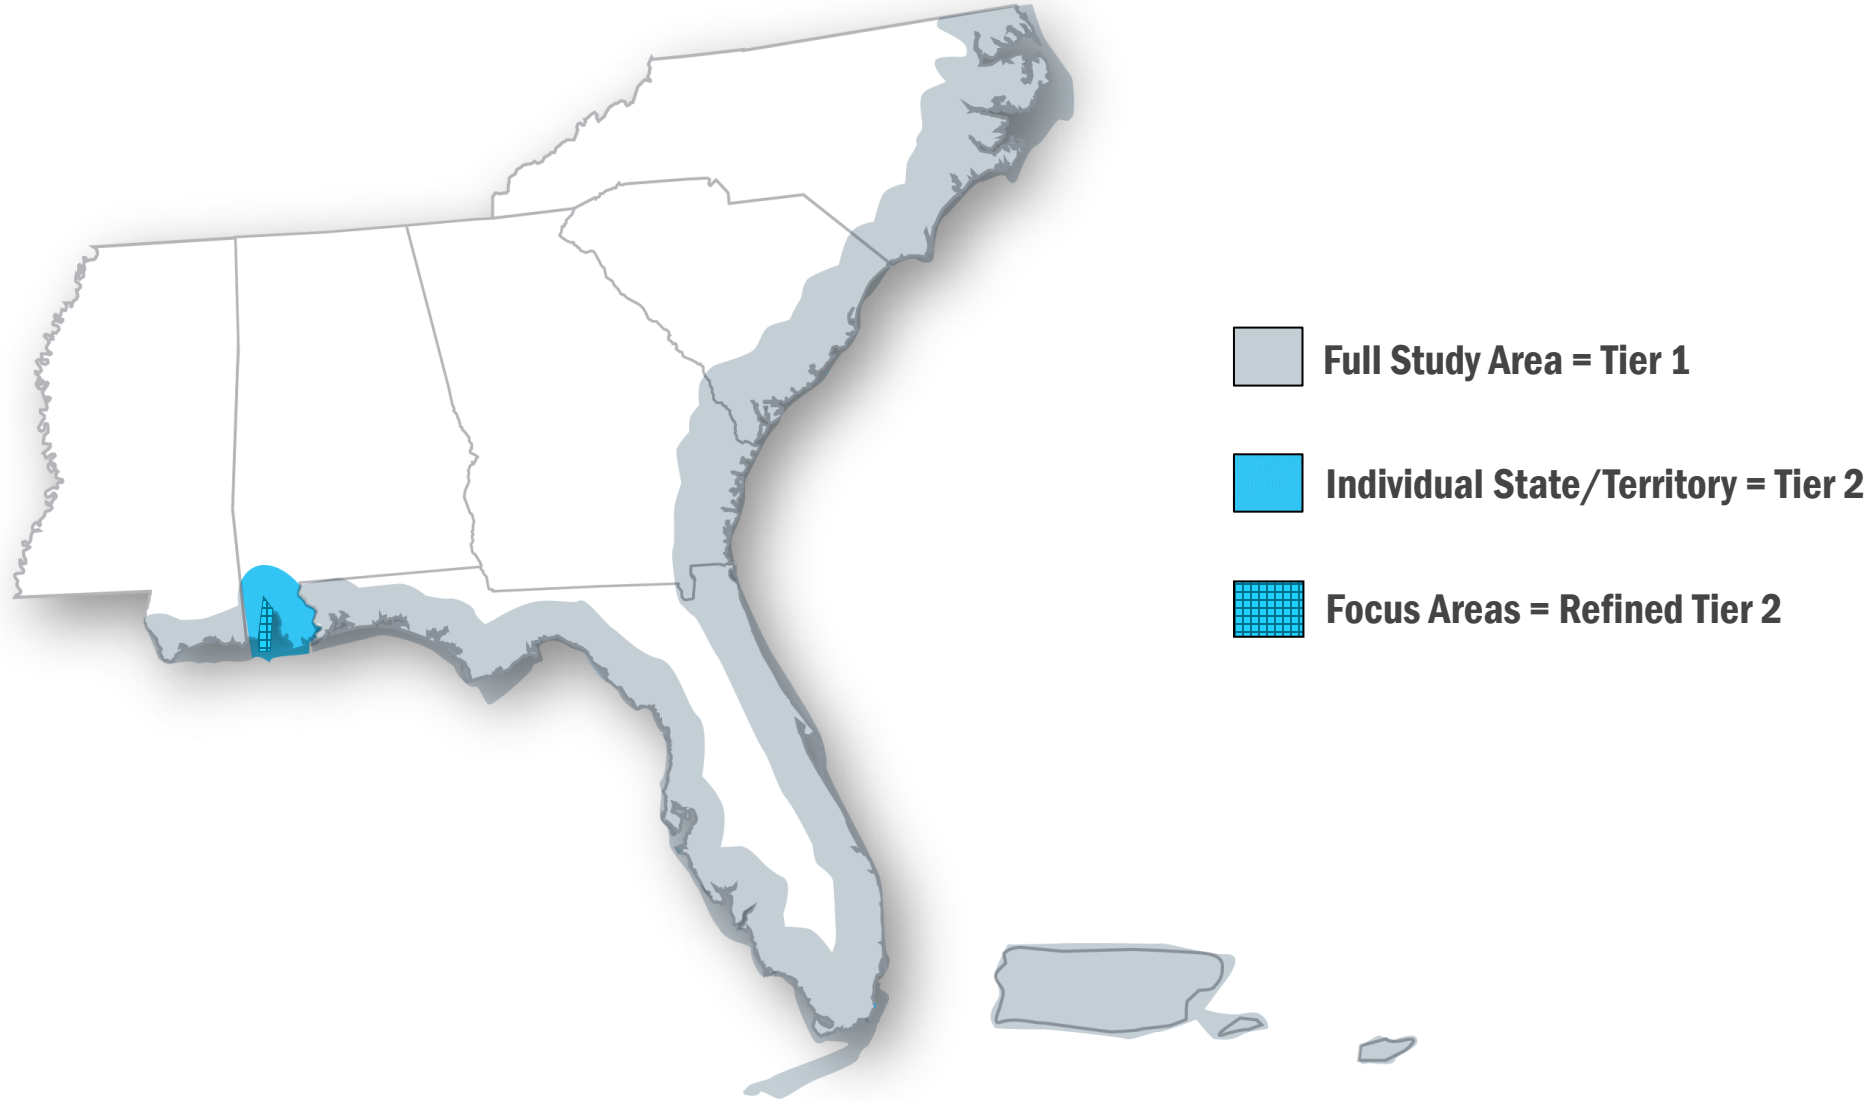 Full Study Area = Tier 1
Individual State/Territory = Tier 2
Focus Areas = Refined Tier 2